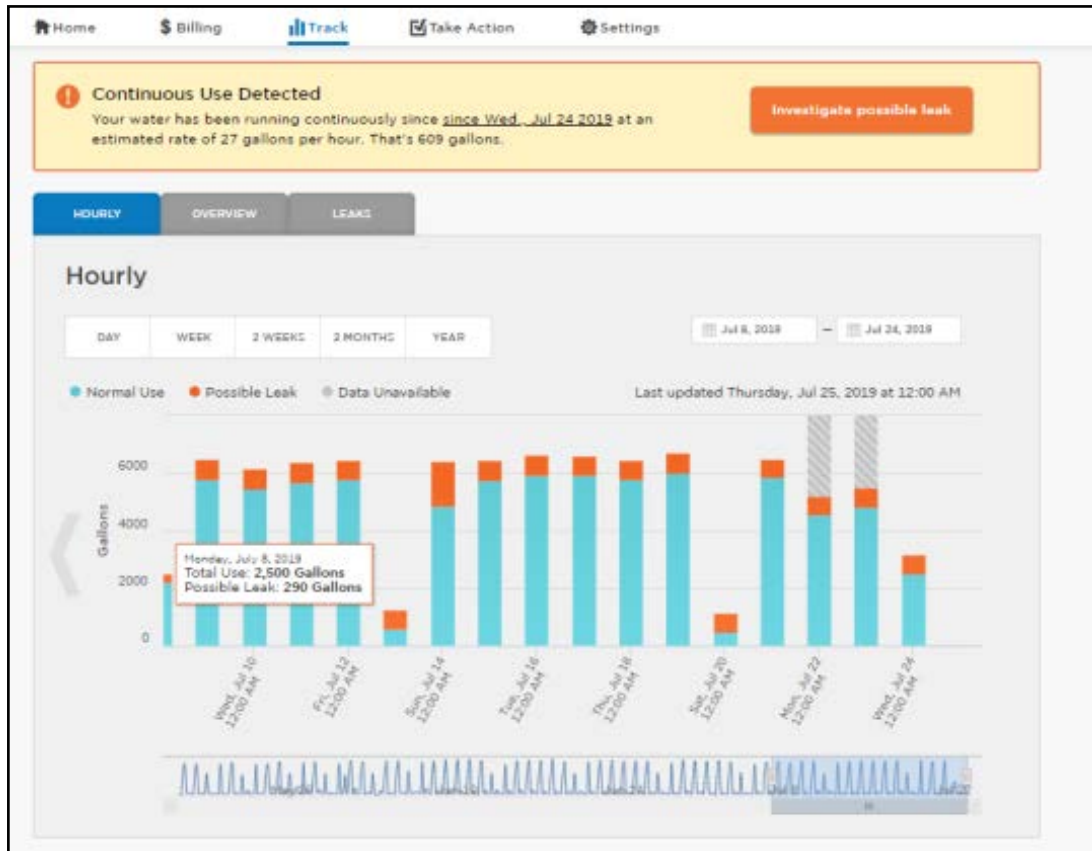 Home $ Billing Track Take Action Settings
Continuous Use Detected
Your water has been running continuously since since Wed., Jul 24 2019 at an
estimated rate of 27 gallons per hour. That's 609 gallons.
Investigate possible leak
HOURLY OVERVIEW LEAKS
Hourly
DAY WEEK 2 WEEKS 2 MONTHS YEAR
Jul 8, 2019 – Jul 24, 2019
Normal Use Possible Leak Data Unavailable
Last updated Thursday, Jul 25, 2019 at 12:00 AM
Gallons
6000
4000
2000
0
Monday, July 8, 2019
Total Use: 2,500 Gallons
Possible Leak: 290 Gallons
Wed, Jul 10
12:00 AM
Fri, Jul 12
12:00 AM
Sun, Jul 14
12:00 AM
Tue, Jul 16
12:00 AM
Thu, Jul 18
12:00 AM
Sat, Jul 20
12:00 AM
Mon, Jul 22
12:00 AM
Wed, Jul 24
12:00 AM